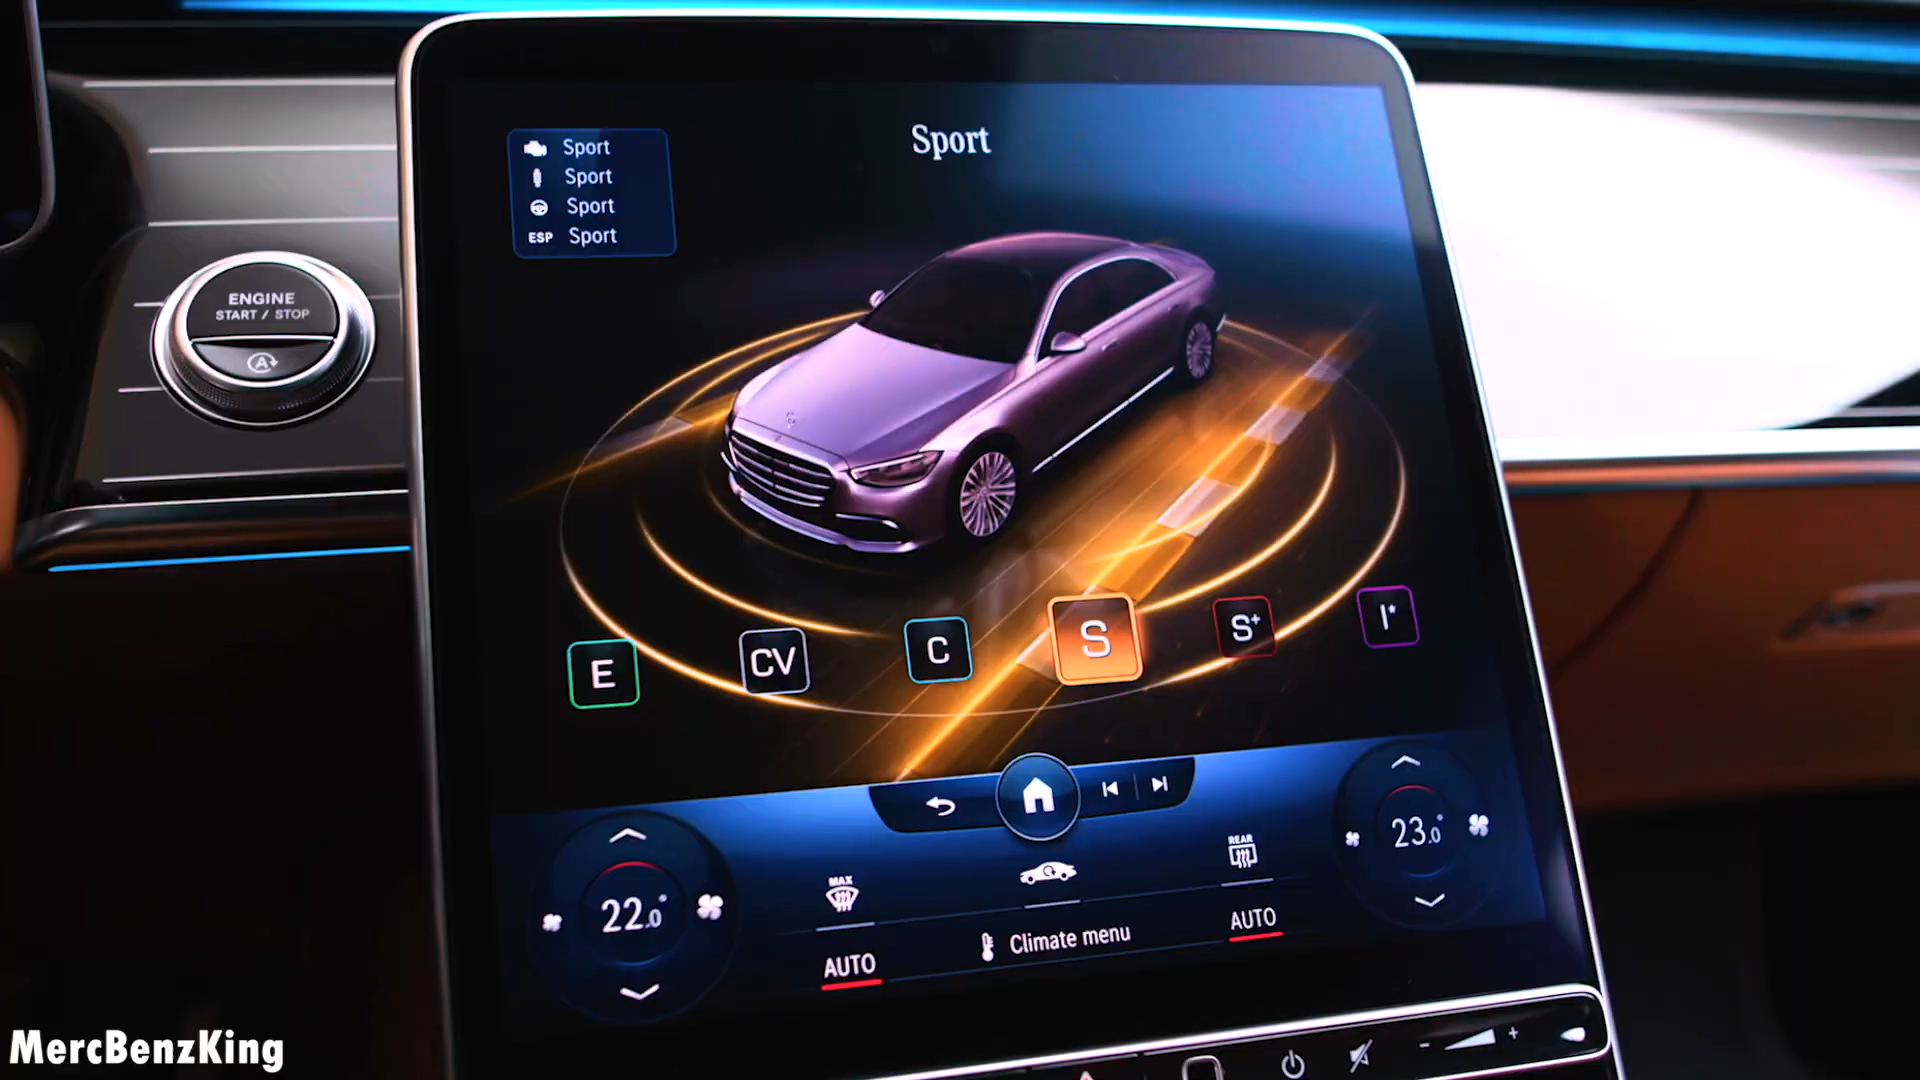 Sport
Sport
Sport
Sport
ESP Sport
ENGINE
START / STOP
A
E
CV
C
S
S+
I*
22.0°
23.0°
MAX
REAR
AUTO
Climate menu
AUTO
- +
MercBenzKing